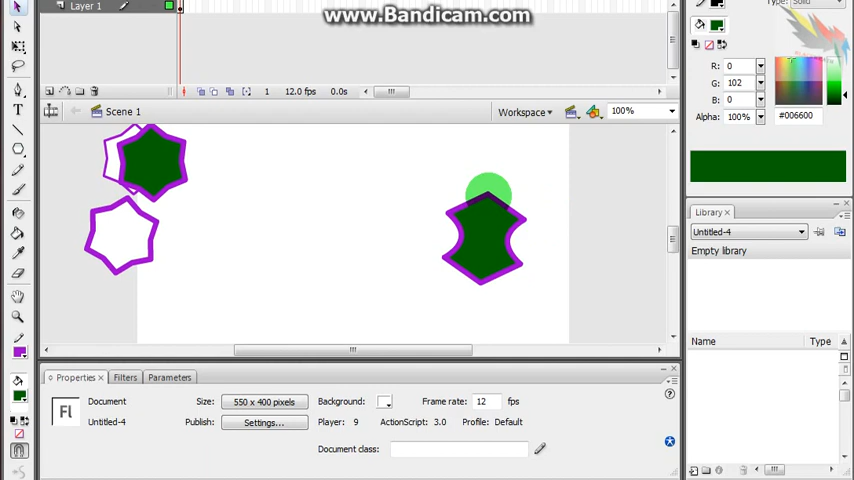 www.Bandicam.com
Layer 1
Type: Solid
R: 0
G: 102
B: 0
Alpha: 100%
#006600
1 12.0 fps 0.0s
Scene 1
Workspace
100%
Library
Untitled-4
Empty library
Name Type
Properties Filters Parameters
Fl
Document
Untitled-4
Size: 550 x 400 pixels
Background:
Frame rate: 12 fps
Publish: Settings...
Player: 9
ActionScript: 3.0
Profile: Default
Document class:
T